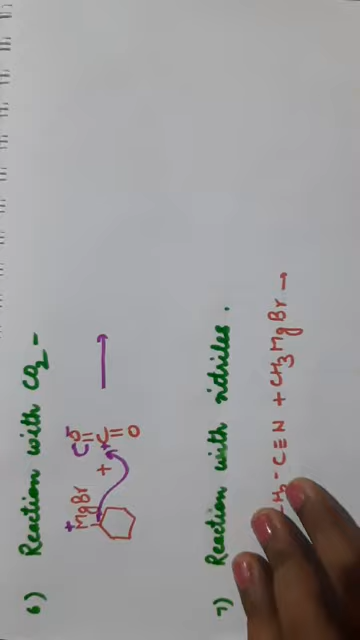 6) Reaction with CO2 -
MgBr + O=C=O →
7) Reaction with nitriles.
-C≡N + CH3MgBr →